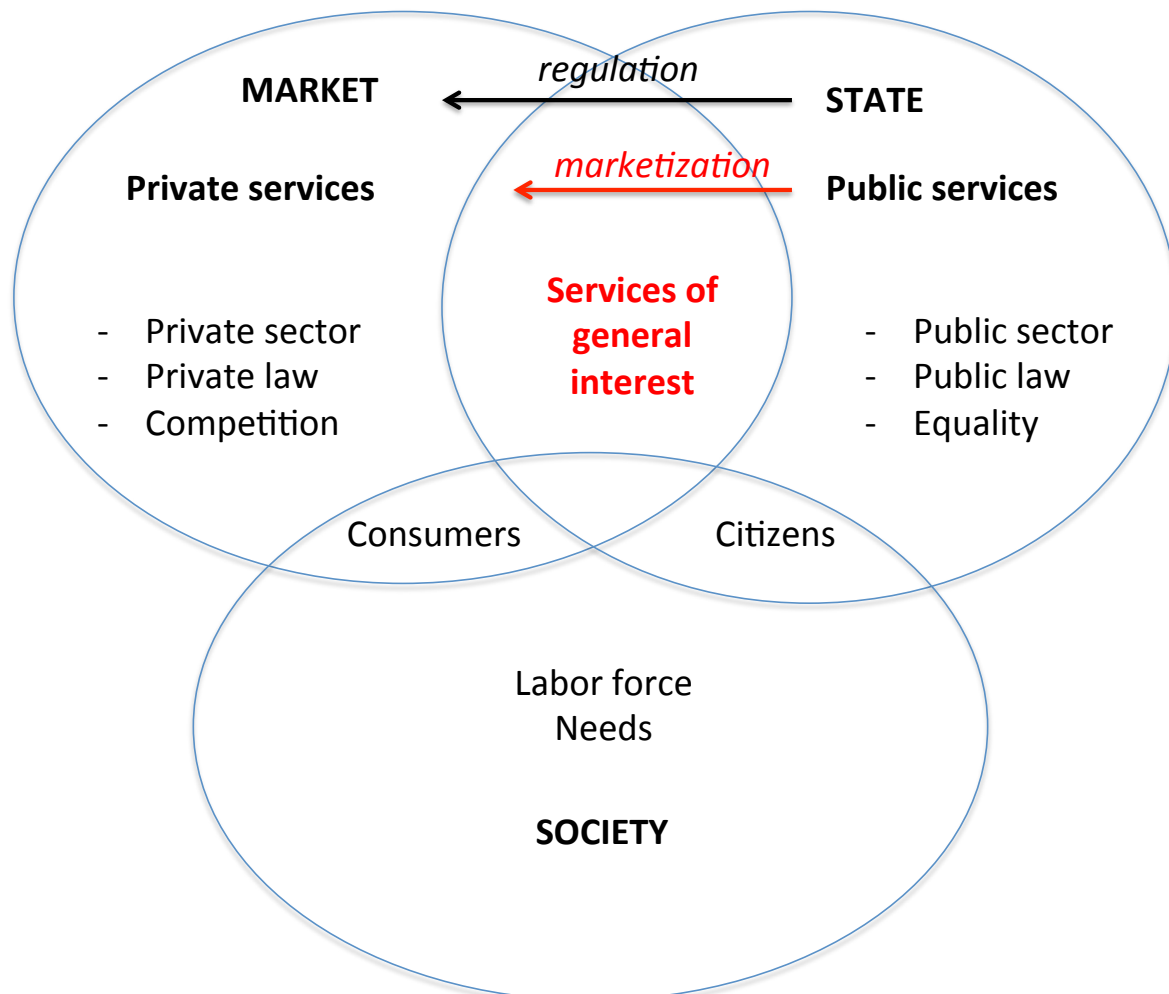 regulation
MARKET
STATE
marketization
Private services
Public services
Services of
general
interest
- Private sector
- Private law
- Competition
- Public sector
- Public law
- Equality
Consumers
Citizens
Labor force
Needs
SOCIETY